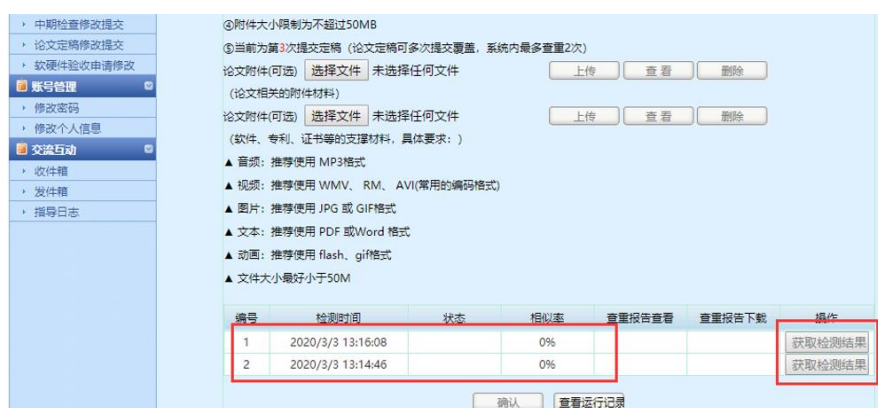 中期检查修改提交
论文定稿修改提交
软硬件验收申请修改
账号管理
修改密码
修改个人信息
交流互动
收件箱
发件箱
指导日志
④附件大小限制为不超过50MB
⑤当前为第3次提交定稿（论文定稿可多次提交覆盖，系统内最多查重2次）
论文附件(可选) 选择文件 未选择任何文件 上传 查看 删除
（论文相关的附件材料）
论文附件(可选) 选择文件 未选择任何文件 上传 查看 删除
（软件、专利、证书等的支撑材料，具体要求：）
▲ 音频：推荐使用 MP3格式
▲ 视频：推荐使用 WMV、 RM、 AVI(常用的编码格式)
▲ 图片：推荐使用 JPG 或 GIF格式
▲ 文本：推荐使用 PDF 或Word 格式
▲ 动画：推荐使用 flash、gif格式
▲ 文件大小最好小于50M
编号 检测时间 状态 相似率 查重报告查看 查重报告下载 操作
1 2020/3/3 13:16:08 0% 获取检测结果
2 2020/3/3 13:14:46 0% 获取检测结果
确认 查看运行记录